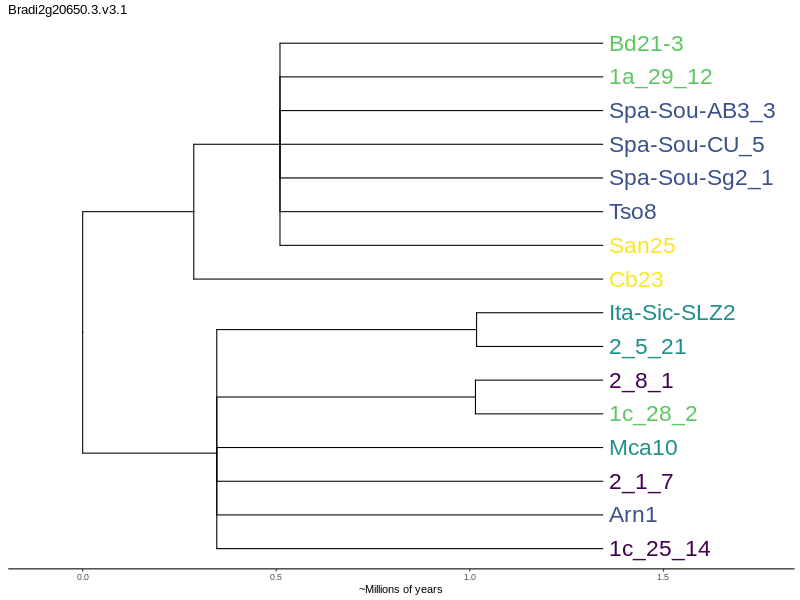 Bradi2g20650.3.v3.1
Bd21-3
1a_29_12
Spa-Sou-AB3_3
Spa-Sou-CU_5
Spa-Sou-Sg2_1
Tso8
San25
Cb23
Ita-Sic-SLZ2
2_5_21
2_8_1
1c_28_2
Mca10
2_1_7
Arn1
1c_25_14
0.0 0.5 1.0 1.5
~Millions of years